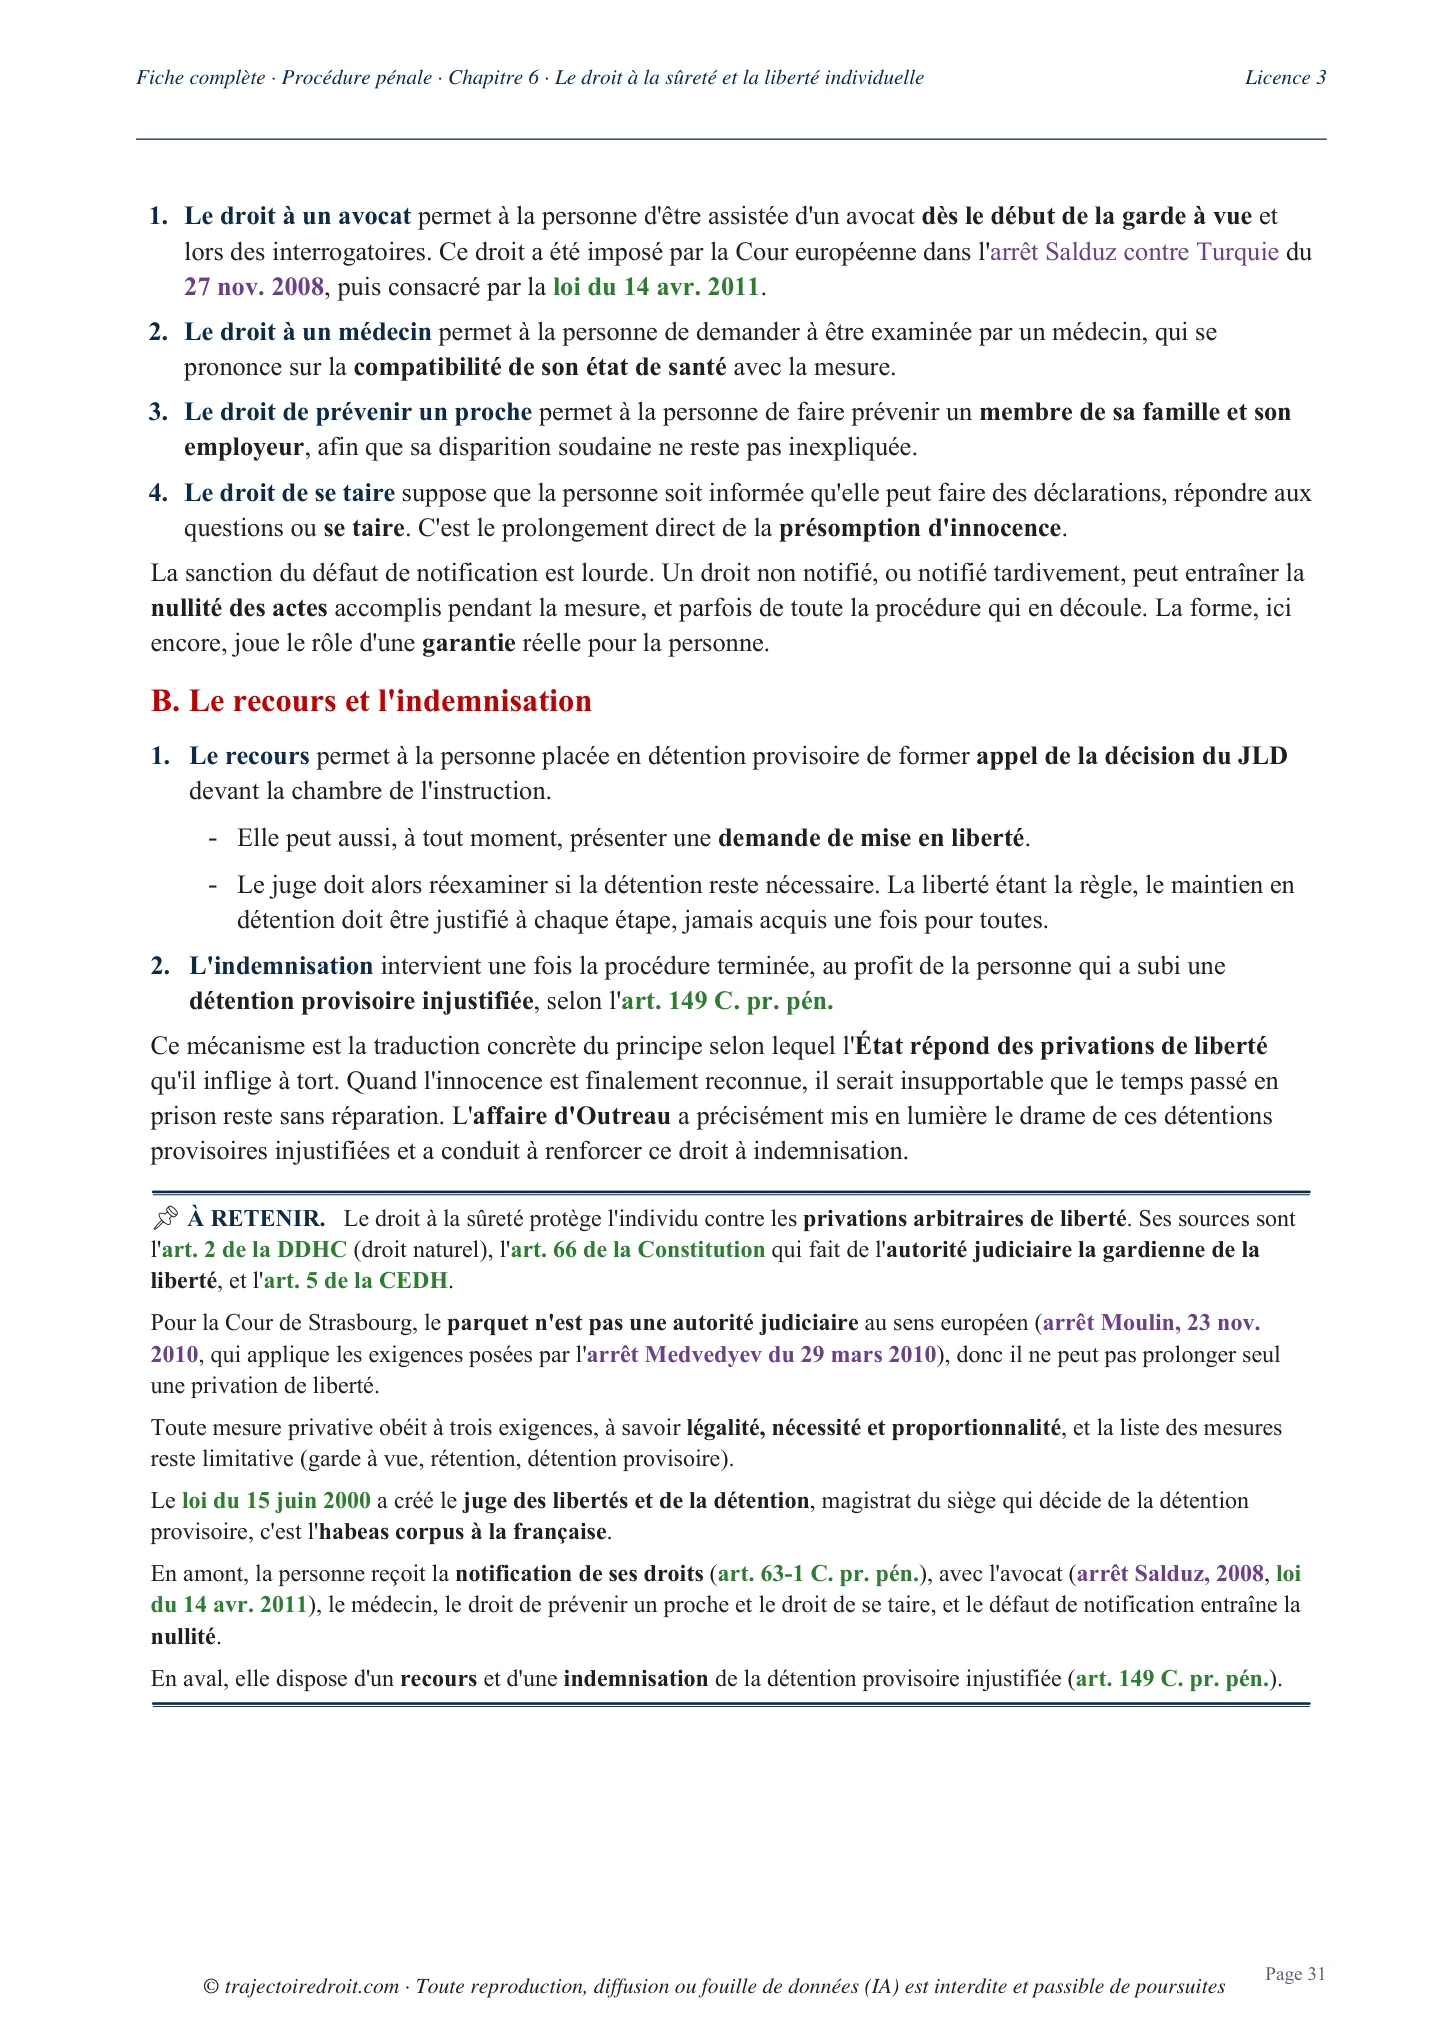 Fiche complète · Procédure pénale · Chapitre 6 · Le droit à la sûreté et la liberté individuelle Licence 3
1. Le droit à un avocat permet à la personne d'être assistée d'un avocat dès le début de la garde à vue et
lors des interrogatoires. Ce droit a été imposé par la Cour européenne dans l'arrêt Salduz contre Turquie du
27 nov. 2008, puis consacré par la loi du 14 avr. 2011.
2. Le droit à un médecin permet à la personne de demander à être examinée par un médecin, qui se
prononce sur la compatibilité de son état de santé avec la mesure.
3. Le droit de prévenir un proche permet à la personne de faire prévenir un membre de sa famille et son
employeur, afin que sa disparition soudaine ne reste pas inexpliquée.
4. Le droit de se taire suppose que la personne soit informée qu'elle peut faire des déclarations, répondre aux
questions ou se taire. C'est le prolongement direct de la présomption d'innocence.
La sanction du défaut de notification est lourde. Un droit non notifié, ou notifié tardivement, peut entraîner la
nullité des actes accomplis pendant la mesure, et parfois de toute la procédure qui en découle. La forme, ici
encore, joue le rôle d'une garantie réelle pour la personne.
B. Le recours et l'indemnisation
1. Le recours permet à la personne placée en détention provisoire de former appel de la décision du JLD
devant la chambre de l'instruction.
- Elle peut aussi, à tout moment, présenter une demande de mise en liberté.
- Le juge doit alors réexaminer si la détention reste nécessaire. La liberté étant la règle, le maintien en
détention doit être justifié à chaque étape, jamais acquis une fois pour toutes.
2. L'indemnisation intervient une fois la procédure terminée, au profit de la personne qui a subi une
détention provisoire injustifiée, selon l'art. 149 C. pr. pén.
Ce mécanisme est la traduction concrète du principe selon lequel l'État répond des privations de liberté
qu'il inflige à tort. Quand l'innocence est finalement reconnue, il serait insupportable que le temps passé en
prison reste sans réparation. L'affaire d'Outreau a précisément mis en lumière le drame de ces détentions
provisoires injustifiées et a conduit à renforcer ce droit à indemnisation.
À RETENIR. Le droit à la sûreté protège l'individu contre les privations arbitraires de liberté. Ses sources sont
l'art. 2 de la DDHC (droit naturel), l'art. 66 de la Constitution qui fait de l'autorité judiciaire la gardienne de la
liberté, et l'art. 5 de la CEDH.
Pour la Cour de Strasbourg, le parquet n'est pas une autorité judiciaire au sens européen (arrêt Moulin, 23 nov.
2010, qui applique les exigences posées par l'arrêt Medvedyev du 29 mars 2010), donc il ne peut pas prolonger seul
une privation de liberté.
Toute mesure privative obéit à trois exigences, à savoir légalité, nécessité et proportionnalité, et la liste des mesures
reste limitative (garde à vue, rétention, détention provisoire).
Le loi du 15 juin 2000 a créé le juge des libertés et de la détention, magistrat du siège qui décide de la détention
provisoire, c'est l'habeas corpus à la française.
En amont, la personne reçoit la notification de ses droits (art. 63-1 C. pr. pén.), avec l'avocat (arrêt Salduz, 2008, loi
du 14 avr. 2011), le médecin, le droit de prévenir un proche et le droit de se taire, et le défaut de notification entraîne la
nullité.
En aval, elle dispose d'un recours et d'une indemnisation de la détention provisoire injustifiée (art. 149 C. pr. pén.).
© trajectoiredroit.com · Toute reproduction, diffusion ou fouille de données (IA) est interdite et passible de poursuites Page 31